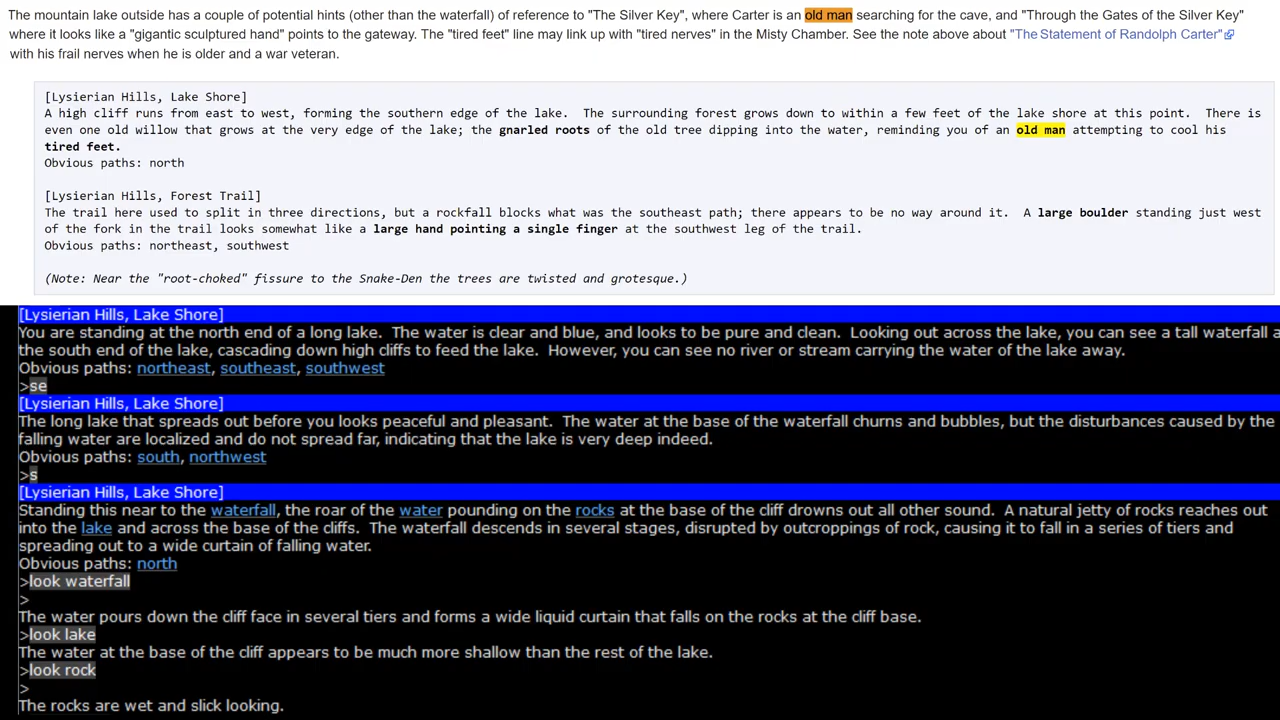 The mountain lake outside has a couple of potential hints (other than the waterfall) of reference to "The Silver Key", where Carter is an old man searching for the cave, and "Through the Gates of the Silver Key"
where it looks like a "gigantic sculptured hand" points to the gateway. The "tired feet" line may link up with "tired nerves" in the Misty Chamber. See the note above about "The Statement of Randolph Carter"
with his frail nerves when he is older and a war veteran.
[Lysierian Hills, Lake Shore]
A high cliff runs from east to west, forming the southern edge of the lake.  The surrounding forest grows down to within a few feet of the lake shore at this point.  There is
even one old willow that grows at the very edge of the lake; the gnarled roots of the old tree dipping into the water, reminding you of an old man attempting to cool his
tired feet.
Obvious paths: north
[Lysierian Hills, Forest Trail]
The trail here used to split in three directions, but a rockfall blocks what was the southeast path; there appears to be no way around it.  A large boulder standing just west
of the fork in the trail looks somewhat like a large hand pointing a single finger at the southwest leg of the trail.
Obvious paths: northeast, southwest
(Note: Near the "root-choked" fissure to the Snake-Den the trees are twisted and grotesque.)
[Lysierian Hills, Lake Shore]
You are standing at the north end of a long lake.  The water is clear and blue, and looks to be pure and clean.  Looking out across the lake, you can see a tall waterfall a
the south end of the lake, cascading down high cliffs to feed the lake.  However, you can see no river or stream carrying the water of the lake away.
Obvious paths: northeast, southeast, southwest
>se
[Lysierian Hills, Lake Shore]
The long lake that spreads out before you looks peaceful and pleasant.  The water at the base of the waterfall churns and bubbles, but the disturbances caused by the
falling water are localized and do not spread far, indicating that the lake is very deep indeed.
Obvious paths: south, northwest
>s
[Lysierian Hills, Lake Shore]
Standing this near to the waterfall, the roar of the water pounding on the rocks at the base of the cliff drowns out all other sound.  A natural jetty of rocks reaches out
into the lake and across the base of the cliffs.  The waterfall descends in several stages, disrupted by outcroppings of rock, causing it to fall in a series of tiers and
spreading out to a wide curtain of falling water.
Obvious paths: north
>look waterfall
>
The water pours down the cliff face in several tiers and forms a wide liquid curtain that falls on the rocks at the cliff base.
>look lake
The water at the base of the cliff appears to be much more shallow than the rest of the lake.
>look rock
>
The rocks are wet and slick looking.